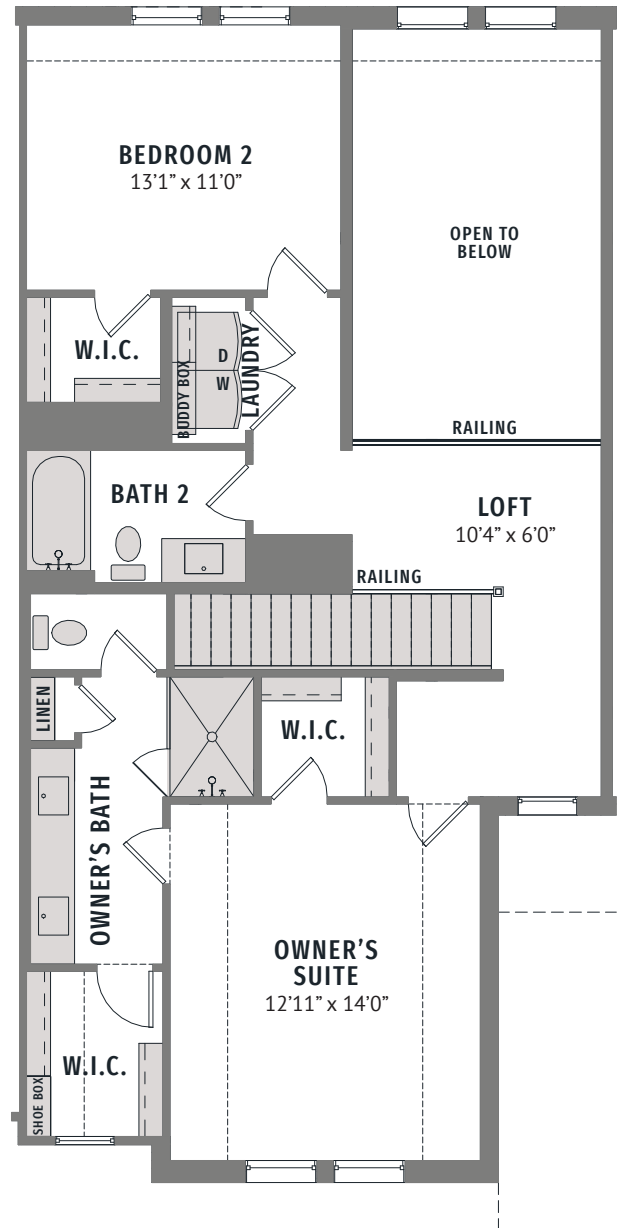 BEDROOM 2
13'1” x 11'0”
OPEN TO
BELOW
W.I.C.
D
W
BUDDY BOX
LAUNDRY
RAILING
BATH 2
LOFT
10'4” x 6'0”
RAILING
LINEN
W.I.C.
OWNER'S BATH
OWNER'S
SUITE
12'11” x 14'0”
W.I.C.
SHOE BOX